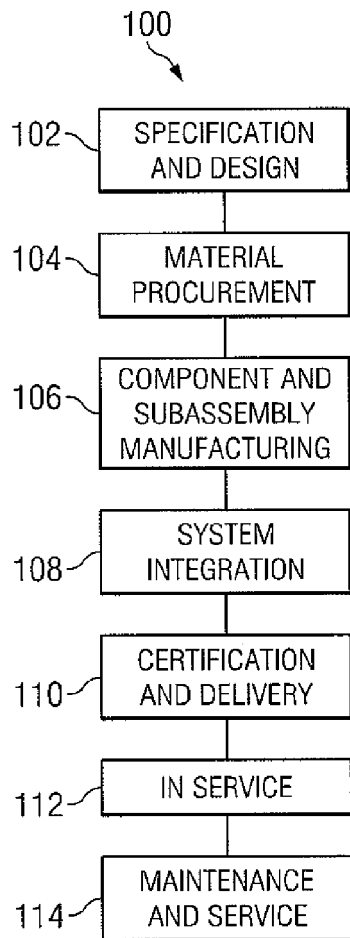 100
102
SPECIFICATION
AND DESIGN
104
MATERIAL
PROCUREMENT
106
COMPONENT AND
SUBASSEMBLY
MANUFACTURING
108
SYSTEM
INTEGRATION
110
CERTIFICATION
AND DELIVERY
112
IN SERVICE
114
MAINTENANCE
AND SERVICE